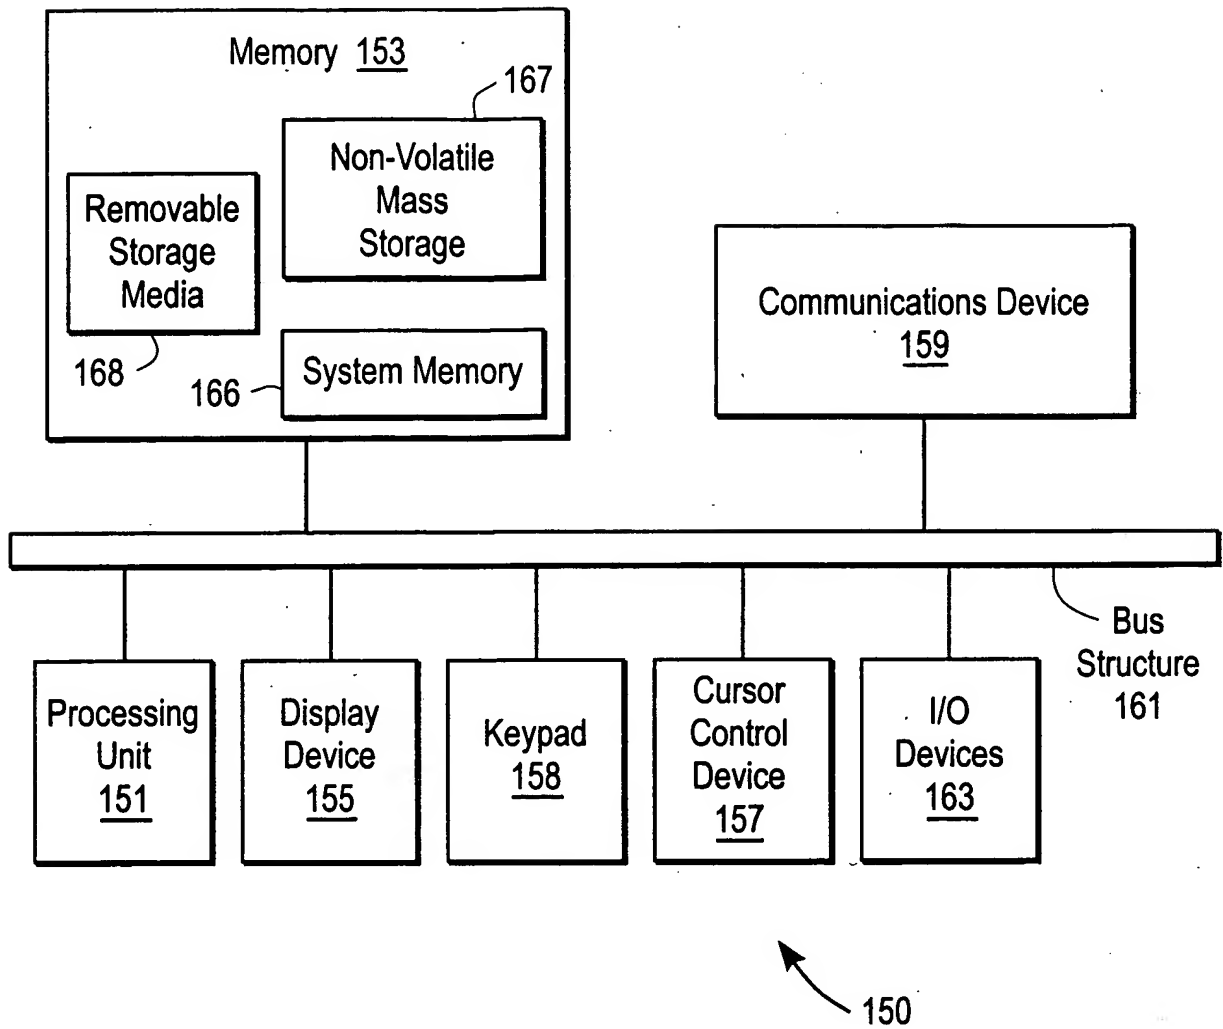 Memory 153
167
Non-Volatile
Mass
Storage
Removable
Storage
Media
168
166
System Memory
Communications Device
159
Bus
Structure
161
Processing
Unit
151
Display
Device
155
Keypad
158
Cursor
Control
Device
157
I/O
Devices
163
150